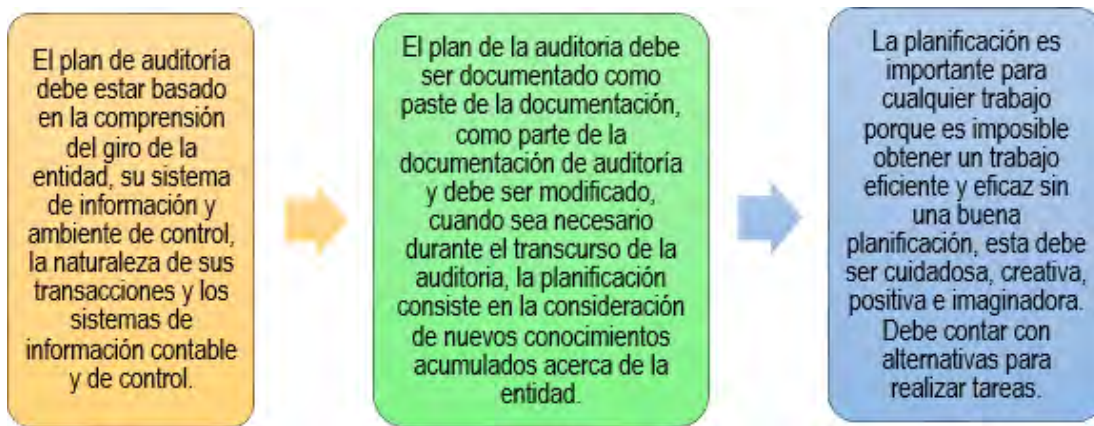 El plan de auditoría
debe estar basado
en la comprensión
del giro de la
entidad, su sistema
de información y
ambiente de control,
la naturaleza de sus
transacciones y los
sistemas de
información contable
y de control.
El plan de la auditoria debe
ser documentado como
paste de la documentación,
como parte de la
documentación de auditoría
y debe ser modificado,
cuando sea necesario
durante el transcurso de la
auditoria, la planificación
consiste en la consideración
de nuevos conocimientos
acumulados acerca de la
entidad.
La planificación es
importante para
cualquier trabajo
porque es imposible
obtener un trabajo
eficiente y eficaz sin
una buena
planificación, esta debe
ser cuidadosa, creativa,
positiva e imaginadora.
Debe contar con
alternativas para
realizar tareas.